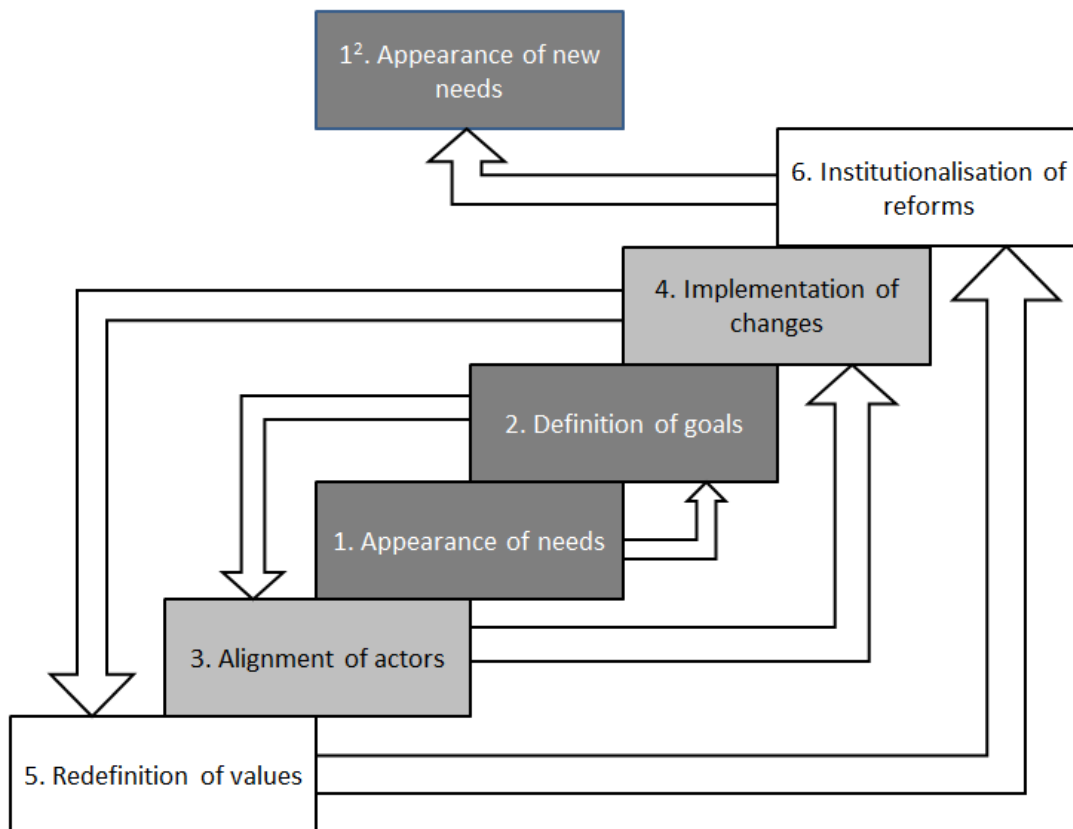 1². Appearance of new
needs
6. Institutionalisation of
reforms
4. Implementation of
changes
2. Definition of goals
1. Appearance of needs
3. Alignment of actors
5. Redefinition of values